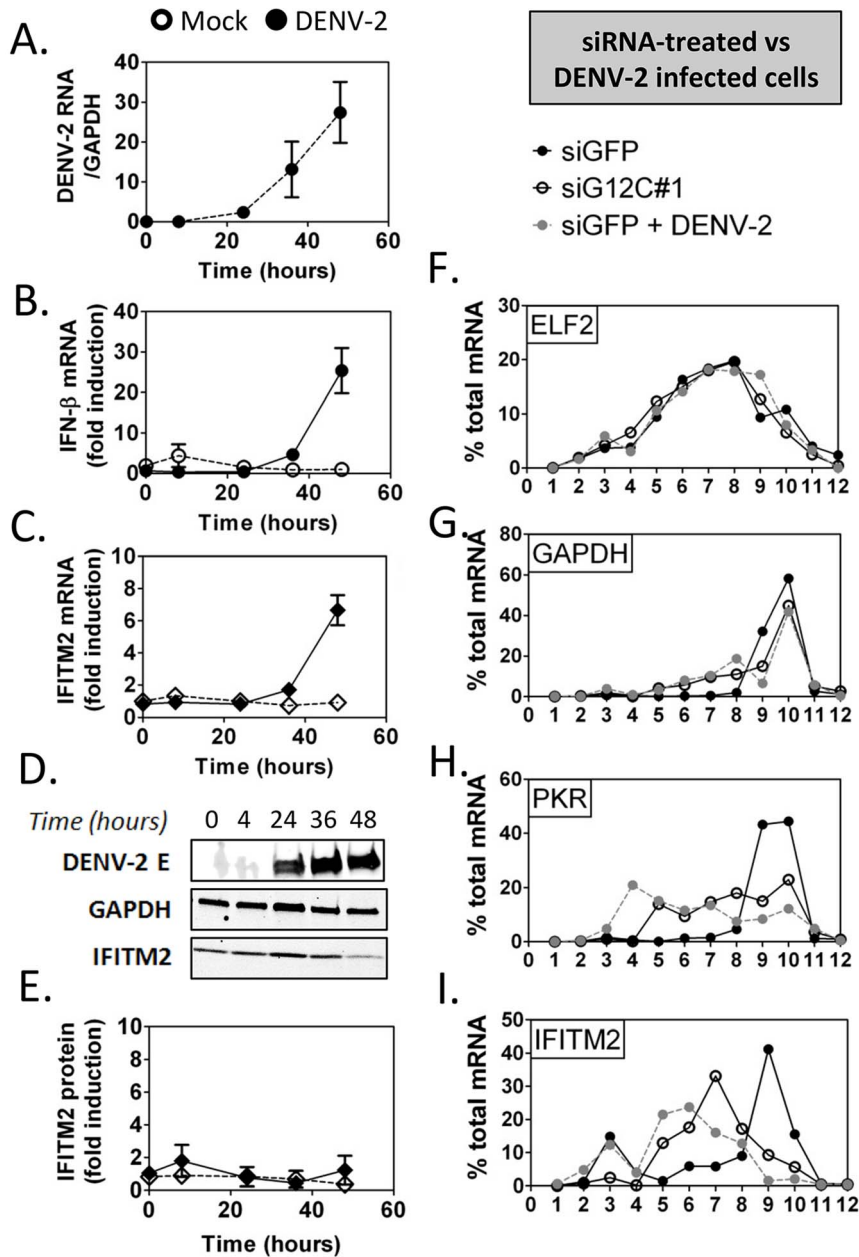 A.
Mock
DENV-2
DENV-2 RNA
/GAPDH
40
30
20
10
0
0
20
40
60
Time (hours)
B.
IFN-β mRNA
(fold induction)
40
30
20
10
0
0
20
40
60
Time (hours)
C.
IFITM2 mRNA
(fold induction)
10
8
6
4
2
0
0
20
40
60
Time (hours)
D.
Time (hours)
0 4 24 36 48
DENV-2 E
GAPDH
IFITM2
E.
IFITM2 protein
(fold induction)
10
8
6
4
2
0
0
20
40
60
Time (hours)
siRNA-treated vs
DENV-2 infected cells
siGFP
siG12C#1
siGFP + DENV-2
F.
ELF2
% total mRNA
30
20
10
0
0 1 2 3 4 5 6 7 8 9 10 11 12
G.
GAPDH
% total mRNA
80
60
40
20
0
0 1 2 3 4 5 6 7 8 9 10 11 12
H.
PKR
% total mRNA
60
40
20
0
0 1 2 3 4 5 6 7 8 9 10 11 12
I.
IFITM2
% total mRNA
50
40
30
20
10
0
0 1 2 3 4 5 6 7 8 9 10 11 12